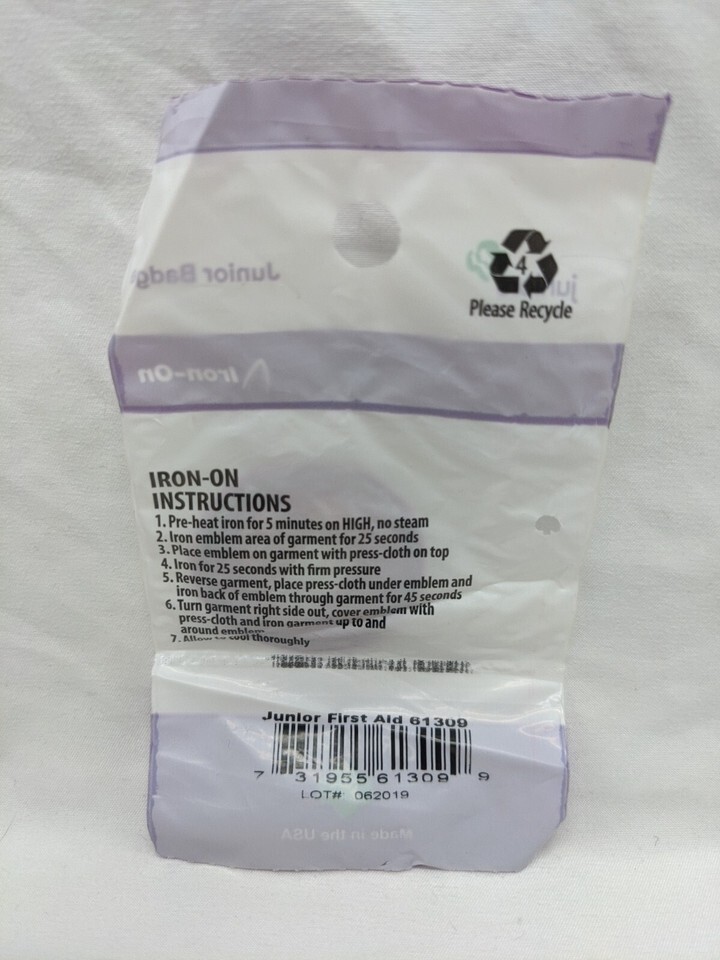 Junior Badg
4
Please Recycle
Iron-On
IRON-ON
INSTRUCTIONS
1. Pre-heat iron for 5 minutes on HIGH, no steam
2. Iron emblem area of garment for 25 seconds
3. Place emblem on garment with press-cloth on top
4. Iron for 25 seconds with firm pressure
5. Reverse garment, place press-cloth under emblem and
iron back of emblem through garment for 45 seconds
6. Turn garment right side out, cover emblem with
press-cloth and iron garment up to and
around emblem
7. Allow to cool thoroughly
Junior First Aid 61309
7 31955 61309 9
LOT# 062019
Made in the USA